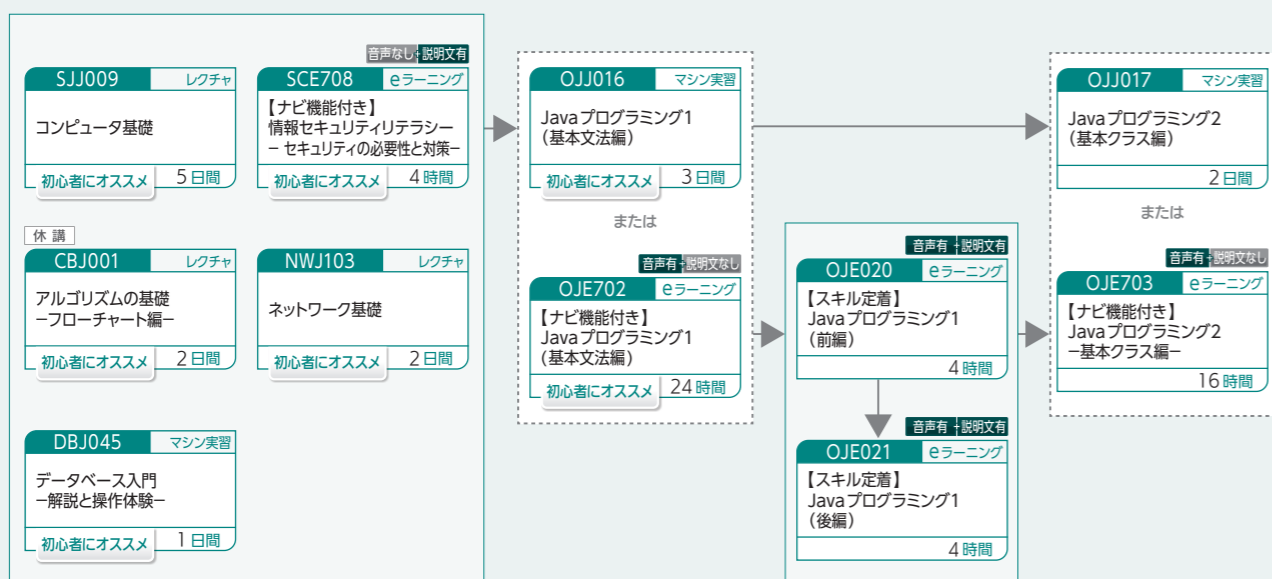 SJJ009 レクチャ
コンピュータ基礎
初心者にオススメ 5日間
音声なし+説明文有
SCE708 eラーニング
【ナビ機能付き】
情報セキュリティリテラシー
− セキュリティの必要性と対策−
初心者にオススメ 4時間
休 講
CBJ001 レクチャ
アルゴリズムの基礎
−フローチャート編−
初心者にオススメ 2日間
NWJ103 レクチャ
ネットワーク基礎
初心者にオススメ 2日間
DBJ045 マシン実習
データベース入門
−解説と操作体験−
初心者にオススメ 1日間
OJJ016 マシン実習
Javaプログラミング1
(基本文法編)
初心者にオススメ 3日間
または
音声有+説明文なし
OJE702 eラーニング
【ナビ機能付き】
Javaプログラミング1
(基本文法編)
初心者にオススメ 24時間
音声有+説明文有
OJE020 eラーニング
【スキル定着】
Javaプログラミング1
(前編)
4時間
音声有+説明文有
OJE021 eラーニング
【スキル定着】
Javaプログラミング1
(後編)
4時間
OJJ017 マシン実習
Javaプログラミング2
(基本クラス編)
2日間
または
音声有+説明文なし
OJE703 eラーニング
【ナビ機能付き】
Javaプログラミング2
−基本クラス編−
16時間